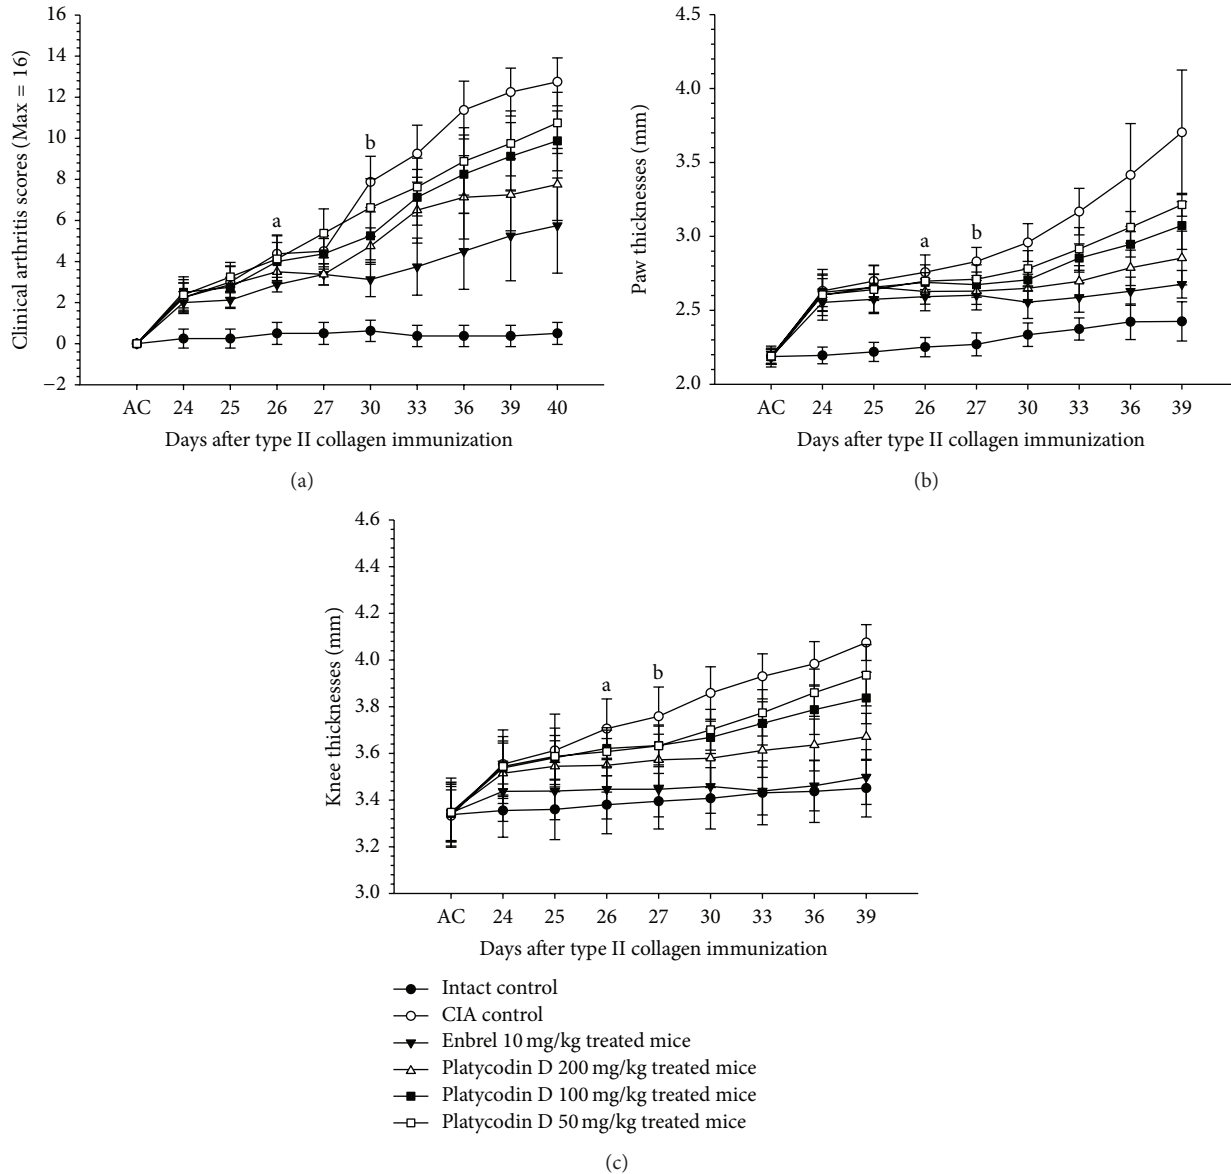 16
14
12
10
8
6
4
2
0
−2
Clinical arthritis scores (Max = 16)
a
b
AC 24 25 26 27 30 33 36 39 40
Days after type II collagen immunization
(a)
4.5
4.0
3.5
3.0
2.5
2.0
Paw thicknesses (mm)
a
b
AC 24 25 26 27 30 33 36 39
Days after type II collagen immunization
(b)
4.6
4.4
4.2
4.0
3.8
3.6
3.4
3.2
3.0
Knee thicknesses (mm)
a
b
AC 24 25 26 27 30 33 36 39
Days after type II collagen immunization
Intact control
CIA control
Enbrel 10 mg/kg treated mice
Platycodin D 200 mg/kg treated mice
Platycodin D 100 mg/kg treated mice
Platycodin D 50 mg/kg treated mice
(c)